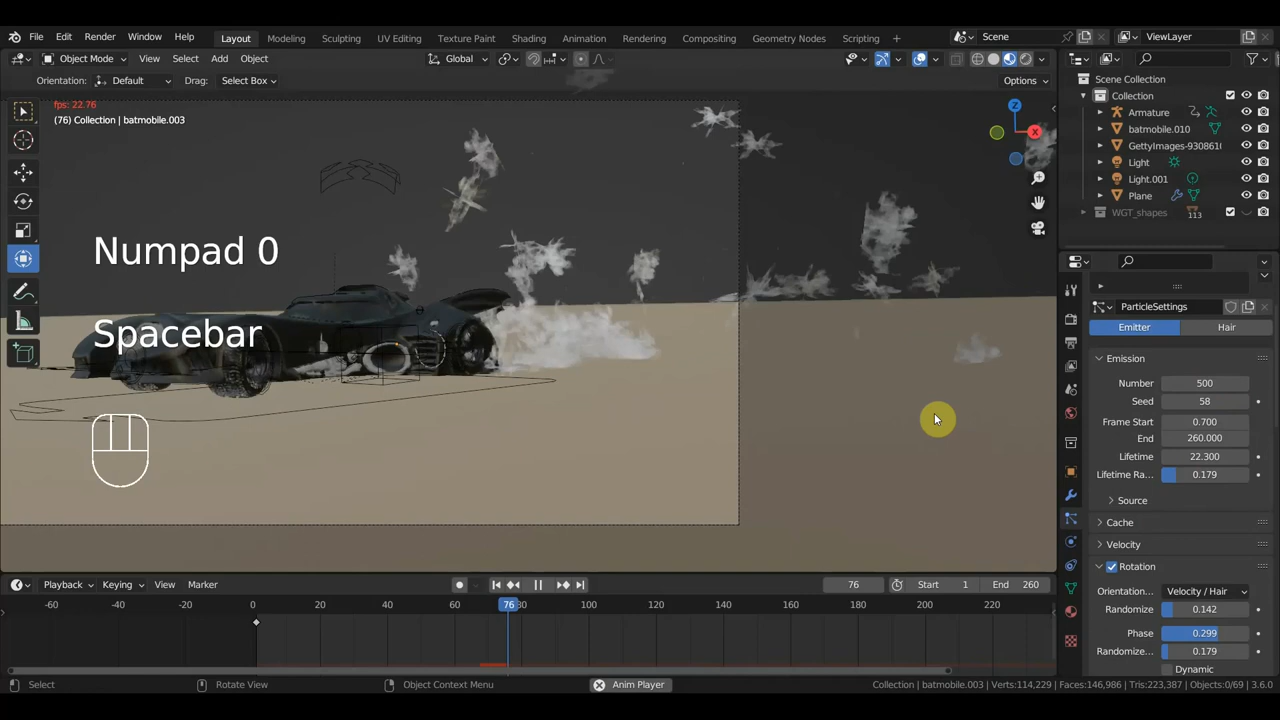 File Edit Render Window Help Layout Modeling Sculpting UV Editing Texture Paint Shading Animation Rendering Compositing Geometry Nodes Scripting + Scene ViewLayer
Object Mode View Select Add Object Global
Orientation: Default Drag: Select Box Options
fps: 22.76
(76) Collection | batmobile.003
Z
X
Numpad 0
Spacebar
Scene Collection
Collection
Armature
batmobile.010
GettyImages-9308610
Light
Light.001
Plane
WGT_shapes 113
ParticleSettings
Emitter Hair
Emission
Number 500
Seed 58
Frame Start 0.700
End 260.000
Lifetime 22.300
Lifetime Ra... 0.179
Source
Cache
Velocity
Rotation
Orientation... Velocity / Hair
Randomize 0.142
Phase 0.299
Randomize... 0.179
Dynamic
Playback Keying View Marker 76 Start 1 End 260
-60 -40 -20 0 20 40 60 76 80 100 120 140 160 180 200 220
Select Rotate View Object Context Menu Anim Player Collection | batmobile.003 | Verts:114,229 | Faces:146,986 | Tris:223,387 | Objects:0/69 | 3.6.0